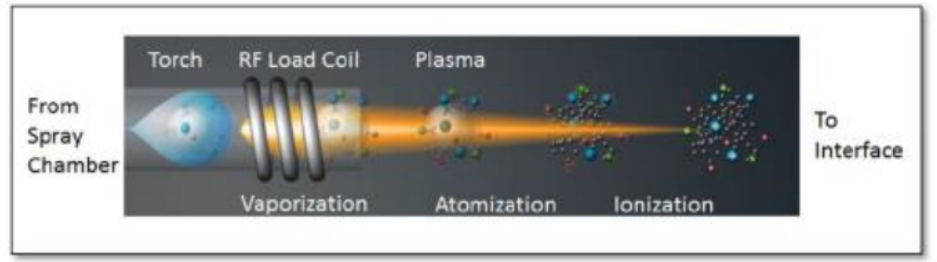 Torch RF Load Coil Plasma
From
Spray
Chamber
To
Interface
Vaporization Atomization Ionization